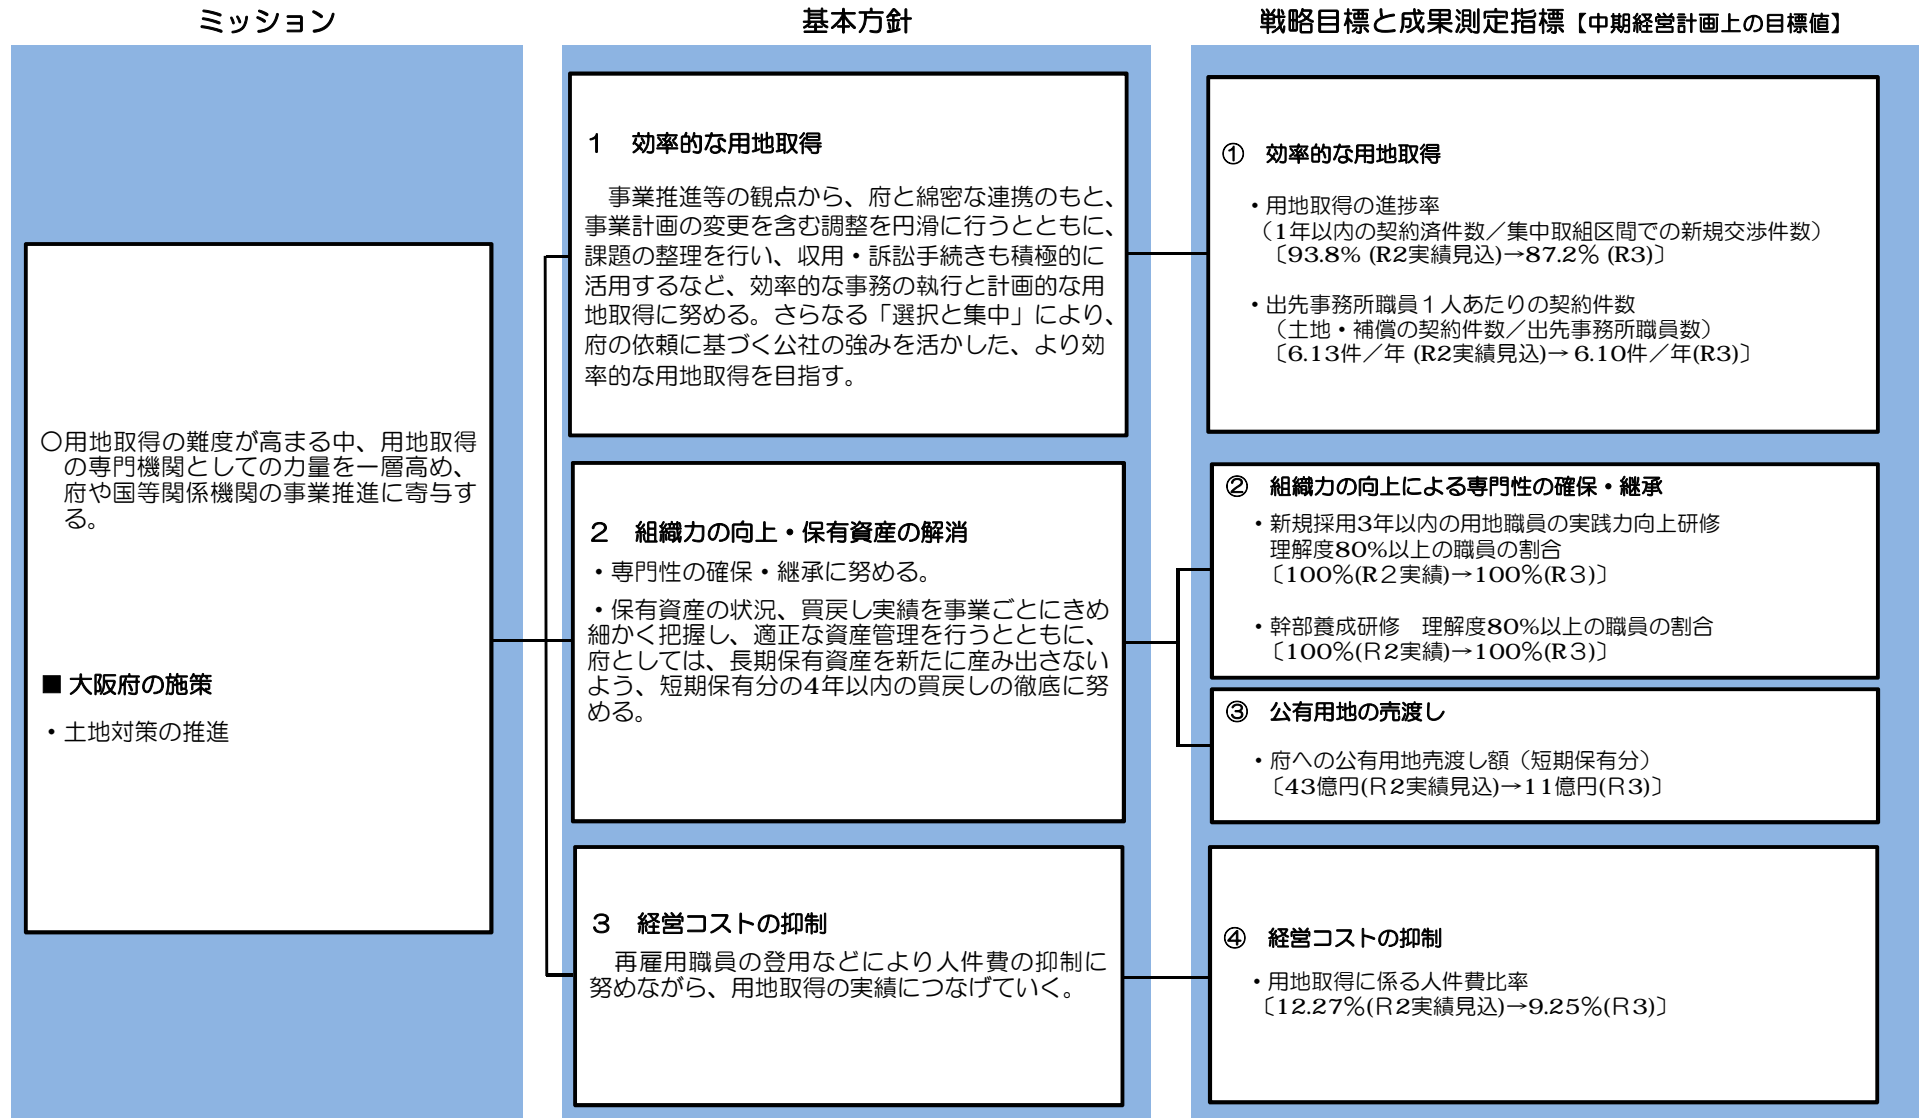 ミッション
○用地取得の難度が高まる中、用地取得
の専門機関としての力量を一層高め、
府や国等関係機関の事業推進に寄与す
る。
■ 大阪府の施策
・土地対策の推進
基本方針
１　効率的な用地取得
　事業推進等の観点から、府と綿密な連携のもと、
事業計画の変更を含む調整を円滑に行うとともに、
課題の整理を行い、収用・訴訟手続きも積極的に
活用するなど、効率的な事務の執行と計画的な用
地取得に努める。さらなる「選択と集中」により、
府の依頼に基づく公社の強みを活かした、より効
率的な用地取得を目指す。
２　組織力の向上・保有資産の解消
・専門性の確保・継承に努める。
・保有資産の状況、買戻し実績を事業ごとにきめ
細かく把握し、適正な資産管理を行うとともに、
府としては、長期保有資産を新たに産み出さない
よう、短期保有分の4年以内の買戻しの徹底に努
める。
３　経営コストの抑制
　再雇用職員の登用などにより人件費の抑制に
努めながら、用地取得の実績につなげていく。
戦略目標と成果測定指標【中期経営計画上の目標値】
①　効率的な用地取得
・用地取得の進捗率
（1年以内の契約済件数／集中取組区間での新規交渉件数）
〔93.8% (R2実績見込)→87.2% (R3)〕
・出先事務所職員１人あたりの契約件数
（土地・補償の契約件数／出先事務所職員数）
〔6.13件／年 (R2実績見込)→ 6.10件／年(R3)〕
②　組織力の向上による専門性の確保・継承
・新規採用3年以内の用地職員の実践力向上研修
理解度80%以上の職員の割合
〔100%(R２実績)→100%(R３)〕
・幹部養成研修　理解度80%以上の職員の割合
〔100%(Ｒ2実績)→100%(R３)〕
③　公有用地の売渡し
・府への公有用地売渡し額（短期保有分）
〔43億円(Ｒ2実績見込)→11億円(Ｒ3)〕
④　経営コストの抑制
・用地取得に係る人件費比率
〔12.27%(Ｒ2実績見込)→9.25%(Ｒ3)〕